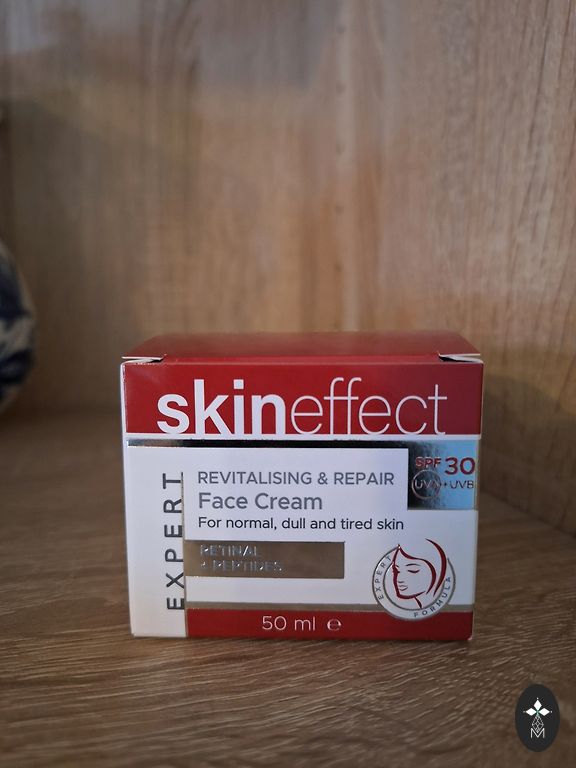 skineffect
SPF 30
UVA + UVB
EXPERT
REVITALISING & REPAIR
Face Cream
For normal, dull and tired skin
RETINAL
+ PEPTIDES
EXPERT
FORMULA
50 ml ℮
M